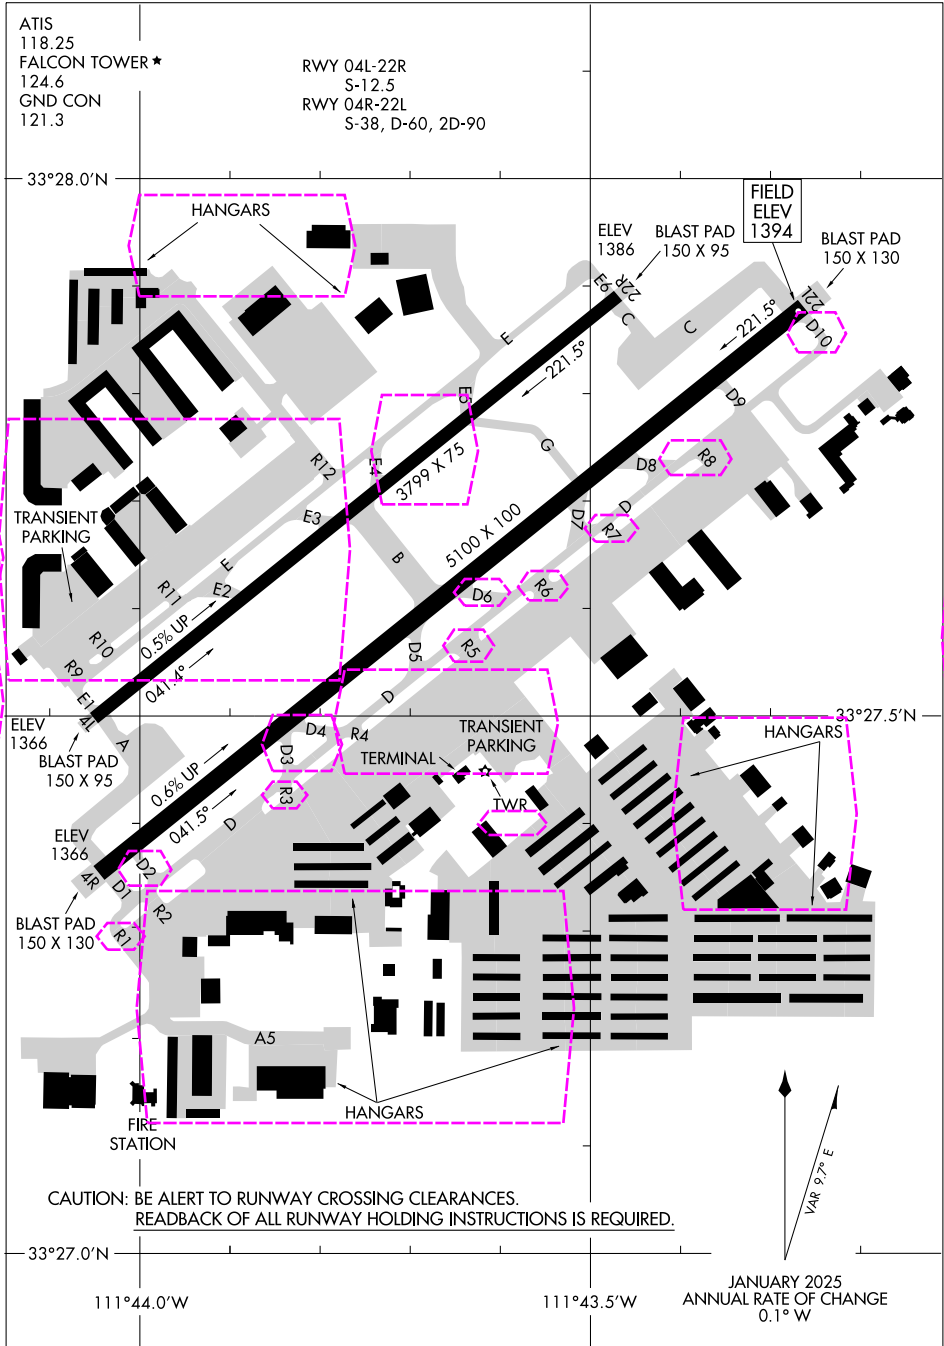 ATIS
118.25
FALCON TOWER★
124.6
GND CON
121.3
RWY 04L-22R
S-12.5
RWY 04R-22L
S-38, D-60, 2D-90
33°28.0'N
HANGARS
FIELD
ELEV
1394
ELEV
1386
BLAST PAD
150 X 95
BLAST PAD
150 X 130
E6
22R
C
C
221.5°
22L
D10
E
221.5°
E5
D9
G
R12
E4
3799 X 75
D8
R8
TRANSIENT
PARKING
E3
D7
D
R7
5100 X 100
B
E
E2
R11
D6
R6
0.5% UP
R10
R9
041.4°
D5
R5
E1
4L
D
ELEV
1366
33°27.5'N
A
D4
R4
TRANSIENT
PARKING
HANGARS
BLAST PAD
150 X 95
D3
TERMINAL
0.6% UP
R3
TWR
041.5°
D
ELEV
1366
4R
D2
D1
R2
BLAST PAD
150 X 130
R1
A5
HANGARS
FIRE
STATION
VAR 9.7° E
CAUTION: BE ALERT TO RUNWAY CROSSING CLEARANCES.
READBACK OF ALL RUNWAY HOLDING INSTRUCTIONS IS REQUIRED.
33°27.0'N
111°44.0'W
111°43.5'W
JANUARY 2025
ANNUAL RATE OF CHANGE
0.1° W